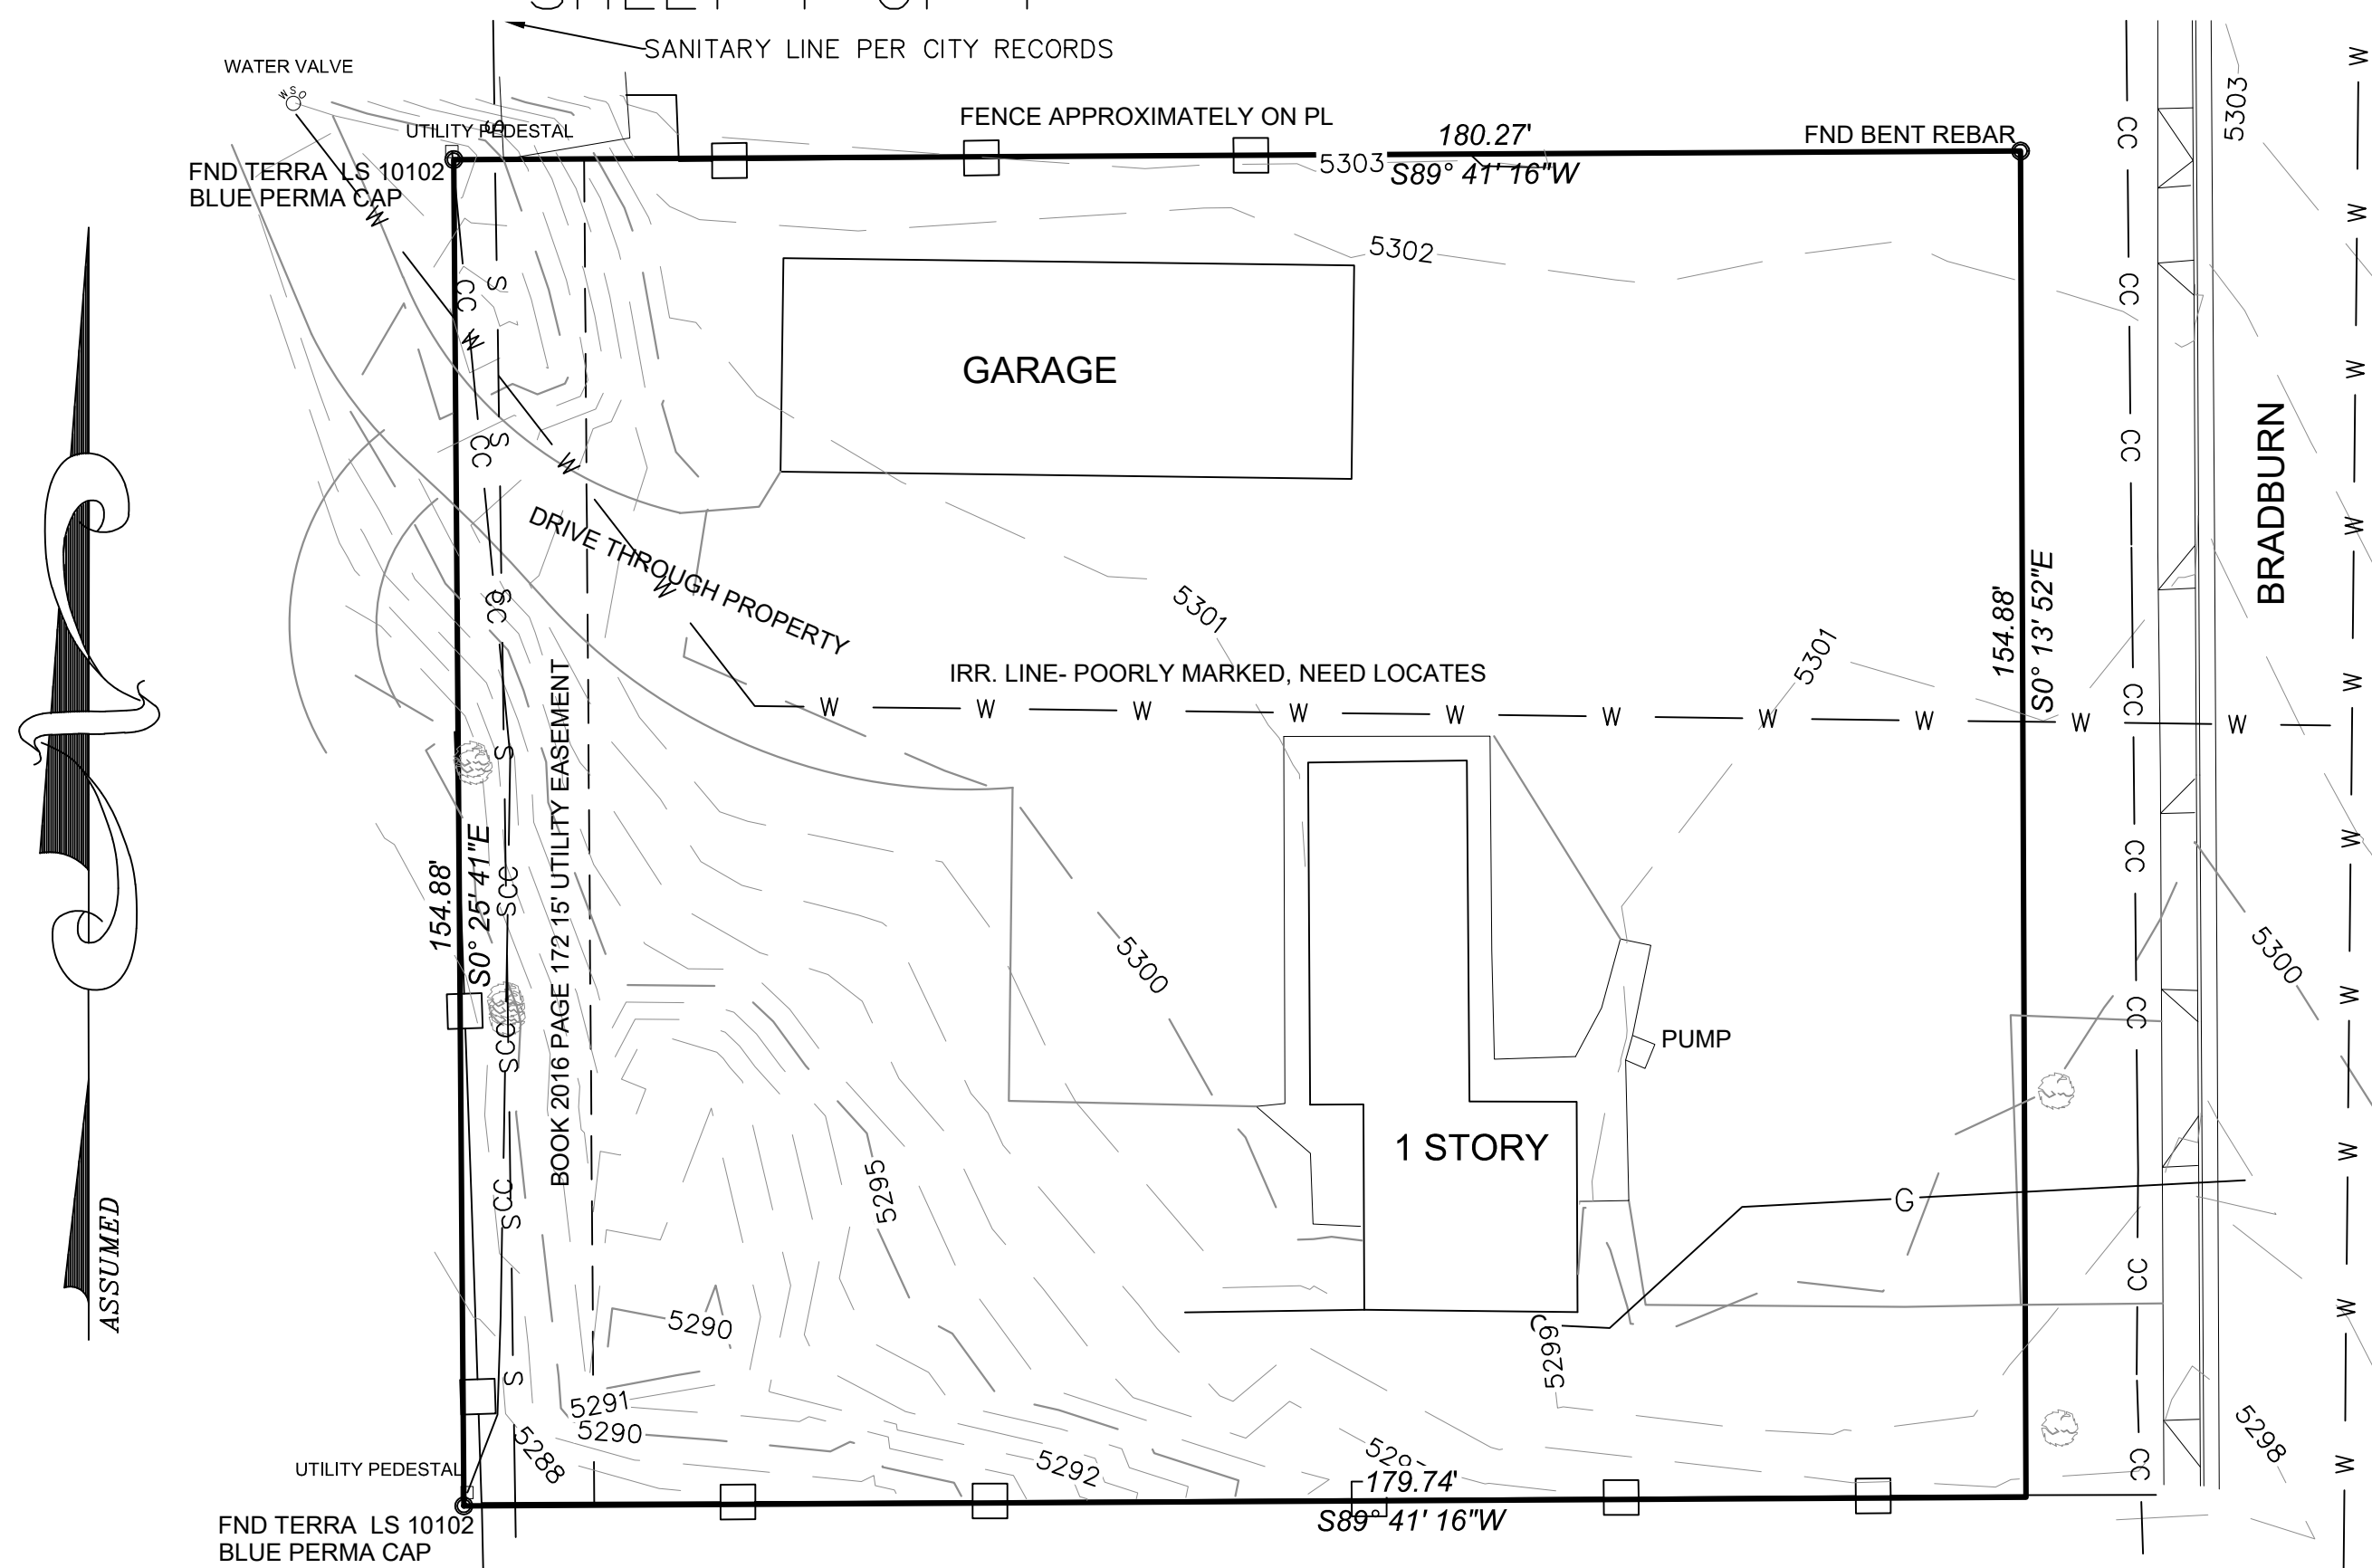 SANITARY LINE PER CITY RECORDS
WATER VALVE
WSO
UTILITY PEDESTAL
FENCE APPROXIMATELY ON PL
180.27'
S89° 41' 16"W
FND BENT REBAR
5303
5303
FND TERRA LS 10102
BLUE PERMA CAP
5302
GARAGE
BRADBURN
DRIVE THROUGH PROPERTY
5301
5301
154.88'
S0° 13' 52"E
IRR. LINE- POORLY MARKED, NEED LOCATES
W W W W W W W W W W
BOOK 2016 PAGE 172 15' UTILITY EASEMENT
154.88'
S0° 25' 41"E
5300
5300
PUMP
1 STORY
5295
G
ASSUMED
5290
5299
5291
5290
5288
5292
5298
UTILITY PEDESTAL
179.74'
S89° 41' 16"W
FND TERRA LS 10102
BLUE PERMA CAP